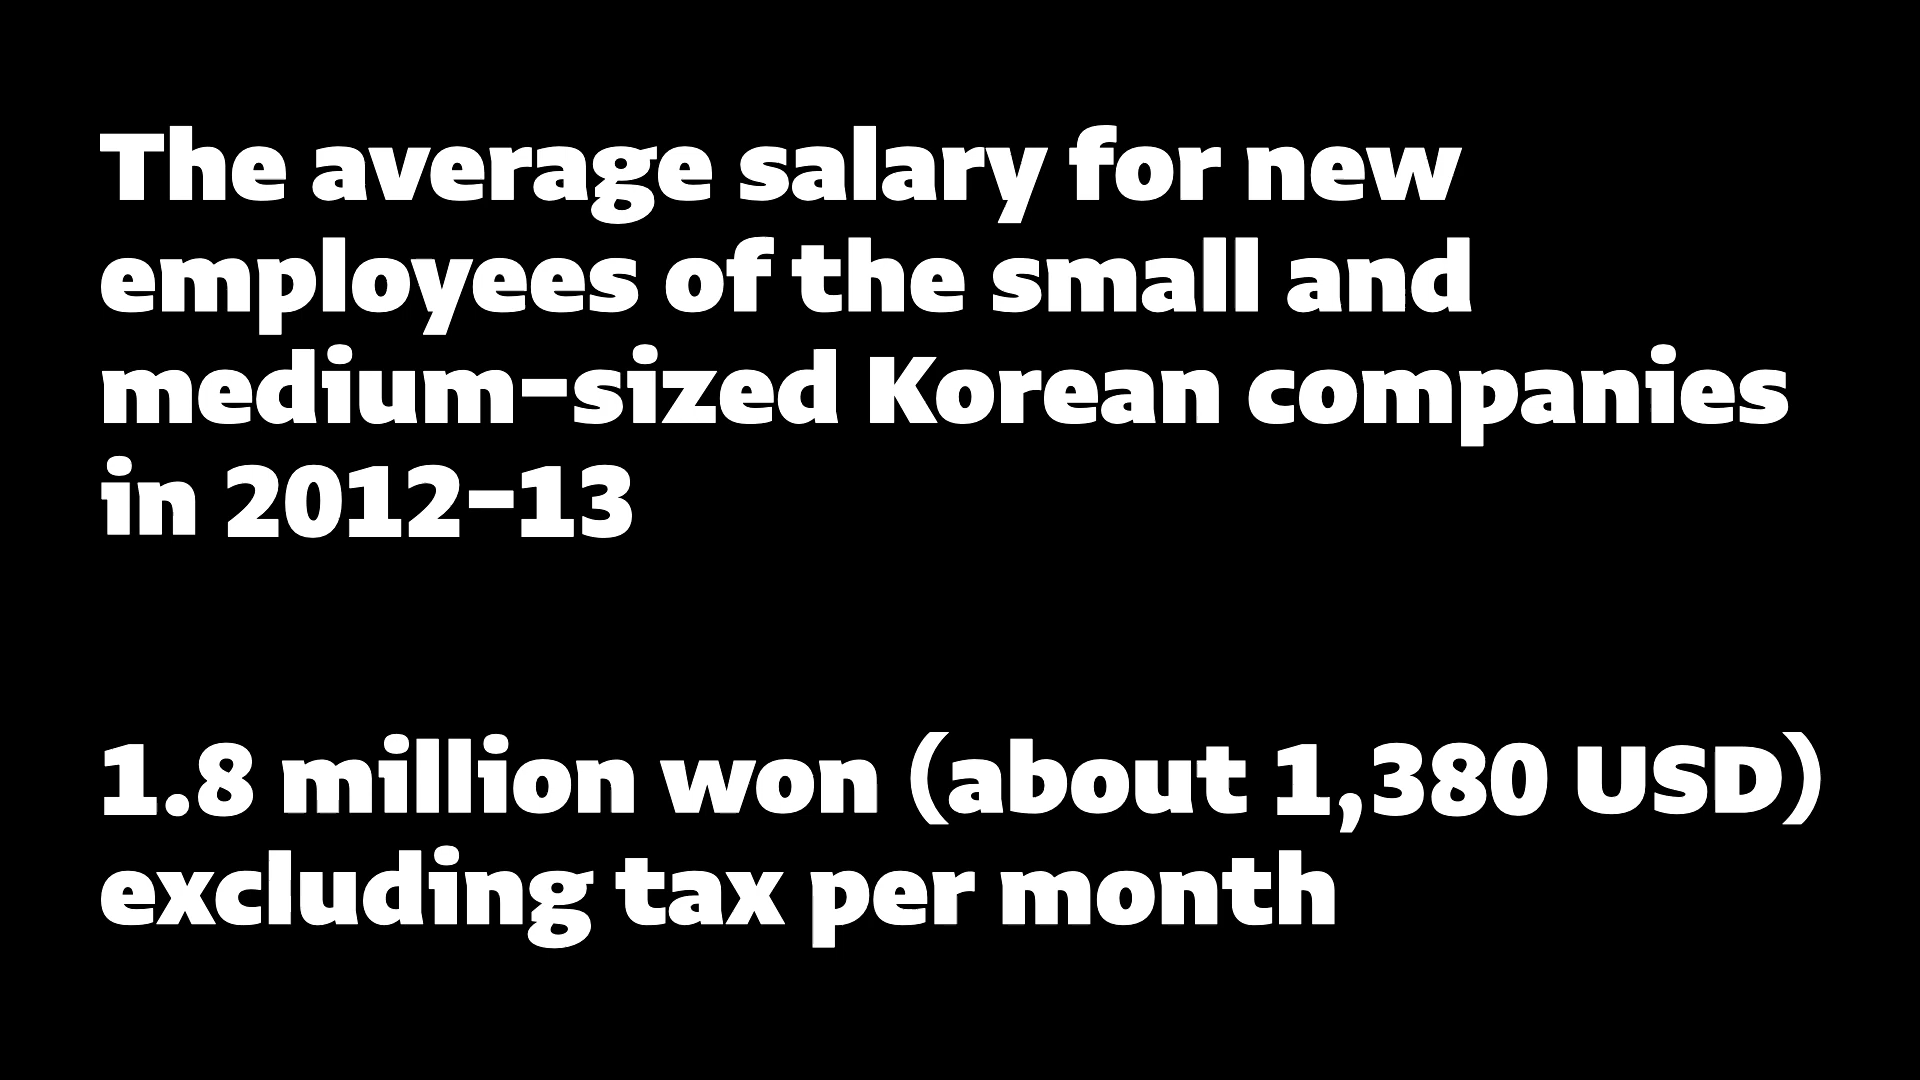 The average salary for new
employees of the small and
medium–sized Korean companies
in 2012–13
1.8 million won (about 1,380 USD)
excluding tax per month